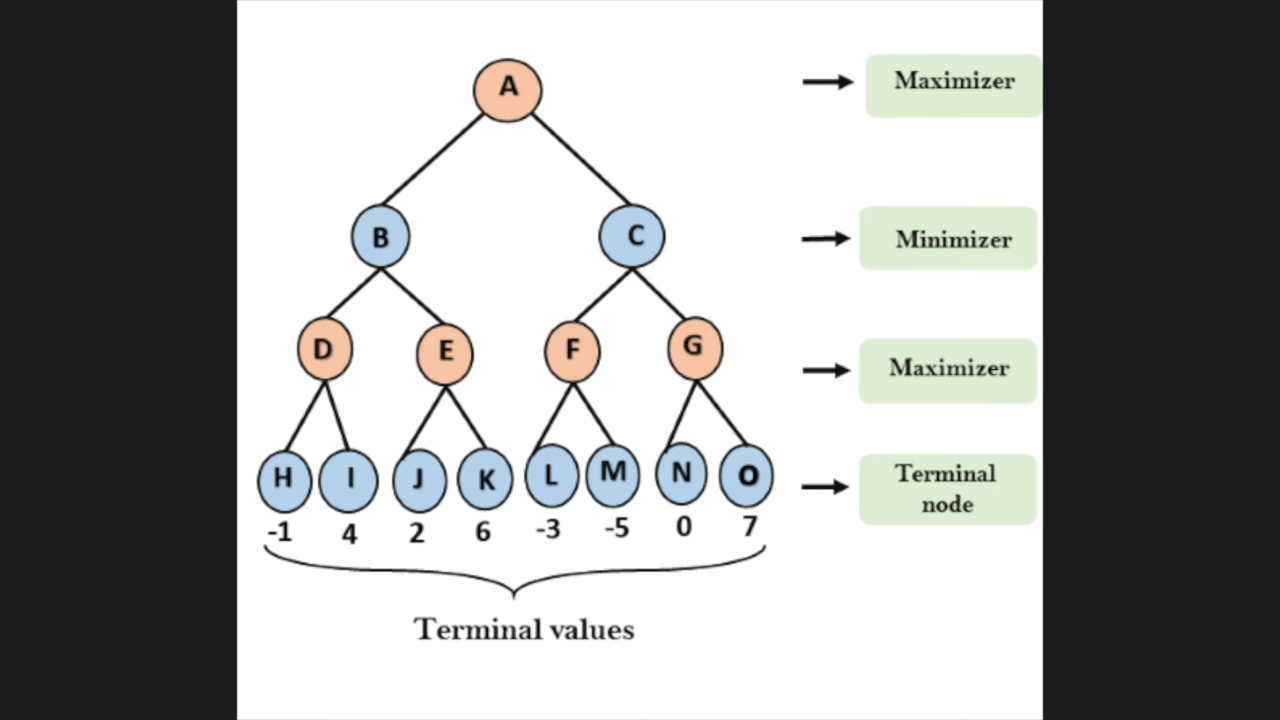 A
Maximizer
B
C
Minimizer
D
E
F
G
Maximizer
H
I
J
K
L
M
N
O
Terminal
node
-1
4
2
6
-3
-5
0
7
Terminal values